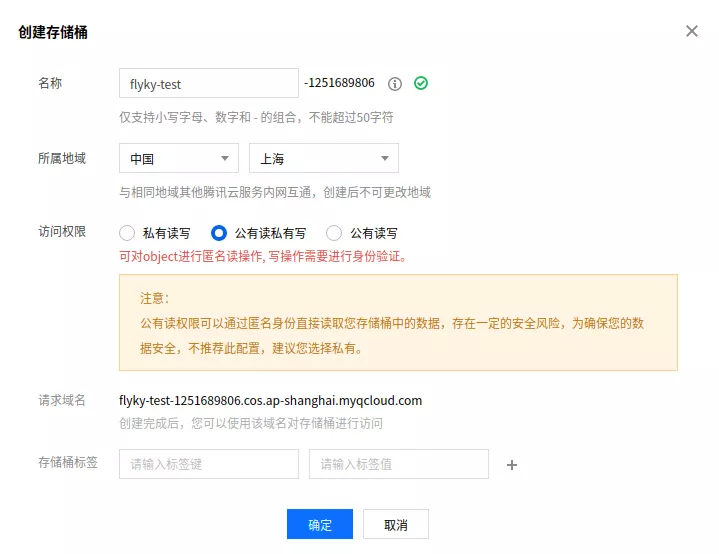 创建存储桶
名称 flyky-test -1251689806
仅支持小写字母、数字和 - 的组合，不能超过50字符
所属地域 中国 上海
与相同地域其他腾讯云服务内网互通，创建后不可更改地域
访问权限 私有读写 公有读私有写 公有读写
可对object进行匿名读操作, 写操作需要进行身份验证。
注意：
公有读权限可以通过匿名身份直接读取您存储桶中的数据，存在一定的安全风险，为确保您的数
据安全，不推荐此配置，建议您选择私有。
请求域名 flyky-test-1251689806.cos.ap-shanghai.myqcloud.com
创建完成后，您可以使用该域名对存储桶进行访问
存储桶标签 请输入标签键 请输入标签值
确定 取消